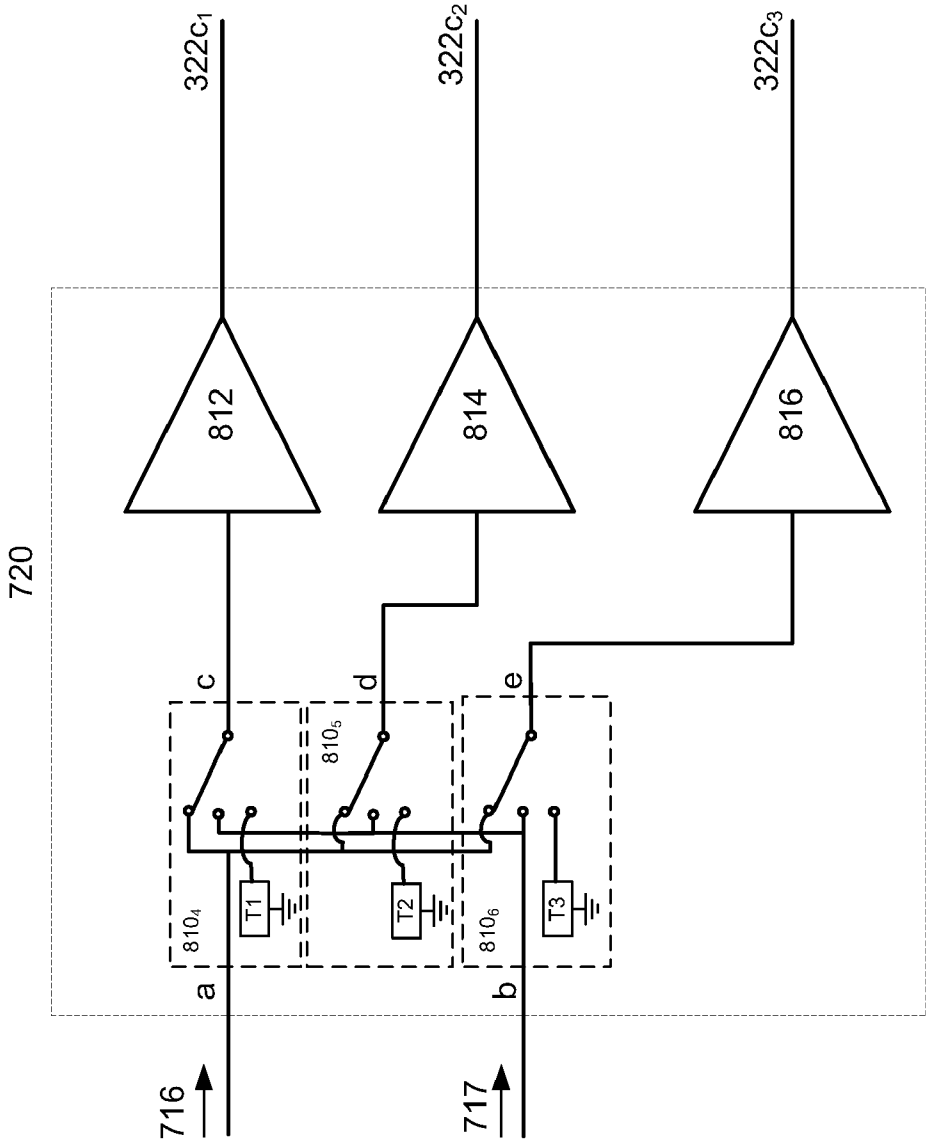 720
716
717
a
b
810₄
810₅
810₆
T1
T2
T3
c
d
e
812
814
816
322c₁
322c₂
322c₃